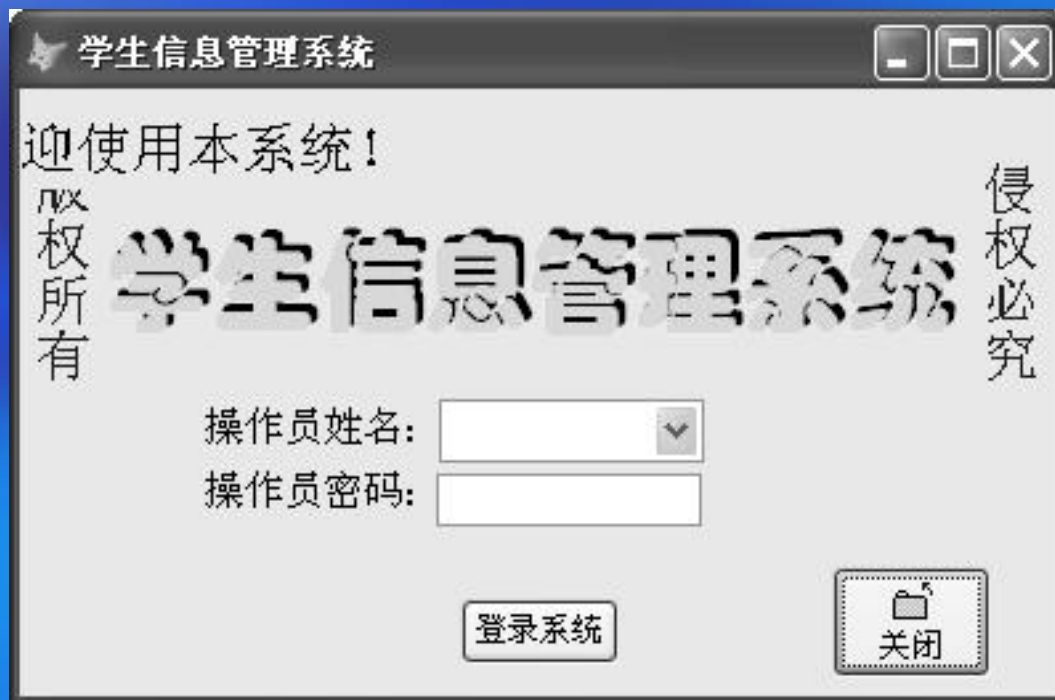 学生信息管理系统
迎使用本系统!
版权所有
学生信息管理系统
侵权必究
操作员姓名:
操作员密码:
登录系统
关闭